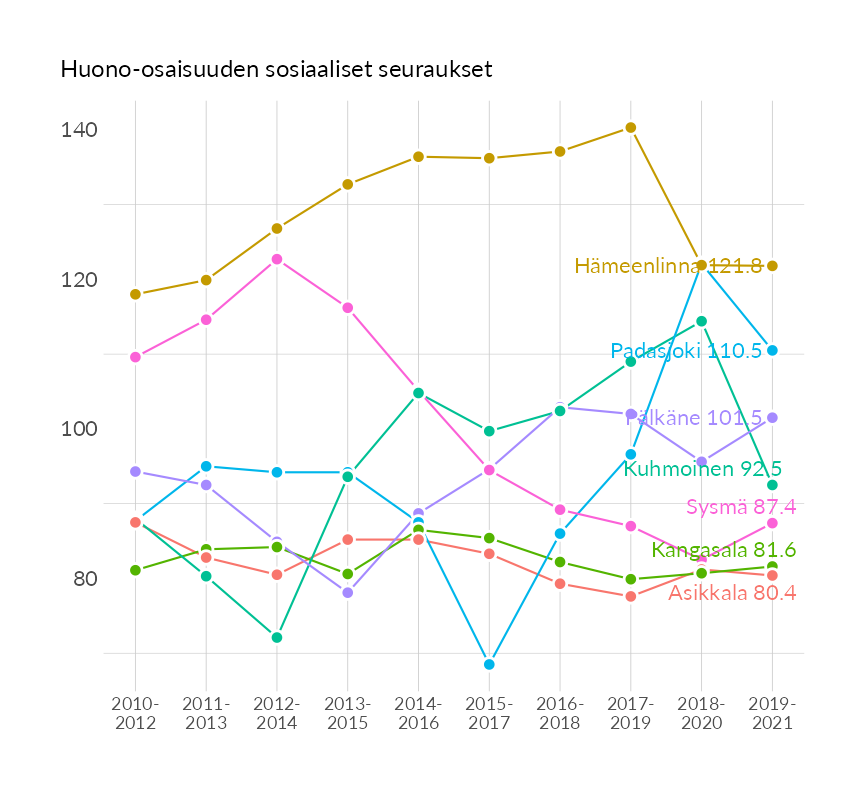 Huono-osaisuuden sosiaaliset seuraukset
140
120
100
80
Hämeenlinna 121.8
Padasjoki 110.5
Pälkäne 101.5
Kuhmoinen 92.5
Sysmä 87.4
Kangasala 81.6
Asikkala 80.4
2010- 2011- 2012- 2013- 2014- 2015- 2016- 2017- 2018- 2019-
2012 2013 2014 2015 2016 2017 2018 2019 2020 2021